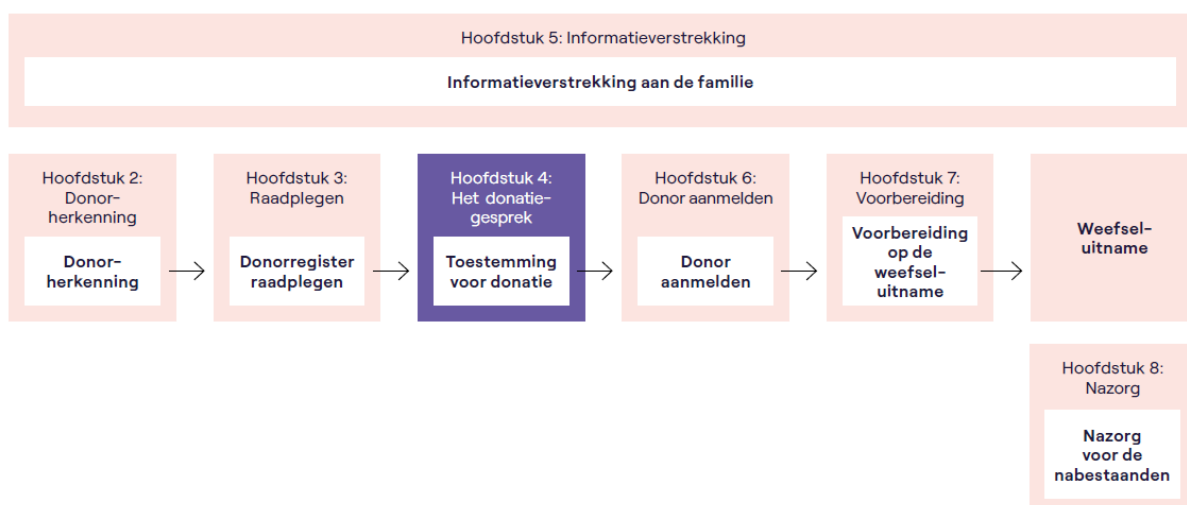 Hoofdstuk 5: Informatieverstrekking
Informatieverstrekking aan de familie
Hoofdstuk 2:
Donor-
herkenning
Donor-
herkenning
Hoofdstuk 3:
Raadplegen
Donorregister
raadplegen
Hoofdstuk 4:
Het donatie-
gesprek
Toestemming
voor donatie
Hoofdstuk 6:
Donor aanmelden
Donor
aanmelden
Hoofdstuk 7:
Voorbereiding
Voorbereiding
op de
weefsel-
uitname
Weefsel-
uitname
Hoofdstuk 8:
Nazorg
Nazorg
voor de
nabestaanden